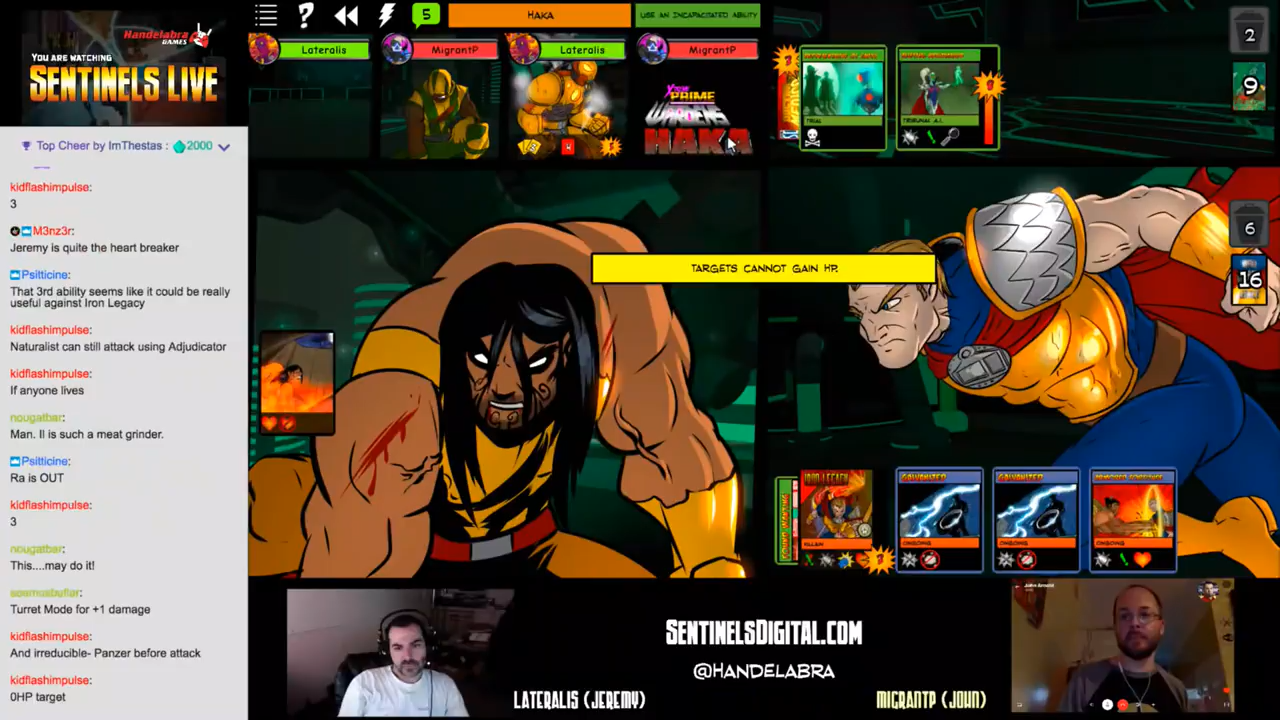 Handelabra
GAMES
YOU ARE WATCHING
SENTINELS LIVE
Top Cheer by ImThestas : 2000
kidflashimpulse:
3
M3nz3r:
Jeremy is quite the heart breaker
Psitticine:
That 3rd ability seems like it could be really
useful against Iron Legacy
kidflashimpulse:
Naturalist can still attack using Adjudicator
kidflashimpulse:
If anyone lives
nougatbar:
Man. Il is such a meat grinder.
Psitticine:
Ra is OUT
kidflashimpulse:
3
nougatbar:
This....may do it!
Turret Mode for +1 damage
kidflashimpulse:
And irreducible- Panzer before attack
kidflashimpulse:
0HP target
?
5
HAKA
USE AN INCAPACITATED ABILITY
Lateralis
MigrantP
Lateralis
MigrantP
PRIME
WARDENS
HAKA
TRIAL
TRIBUNAL A.I.
2
9
TARGETS CANNOT GAIN HP.
6
16
IRON LEGACY
VILLAIN
GALVANIZED
ONGOING
GALVANIZED
ONGOING
ARMORED FORTITUDE
ONGOING
SENTINELSDIGITAL.COM
@HANDELABRA
LATERALIS (JEREMY)
MIGRANTP (JOHN)
John Arnold